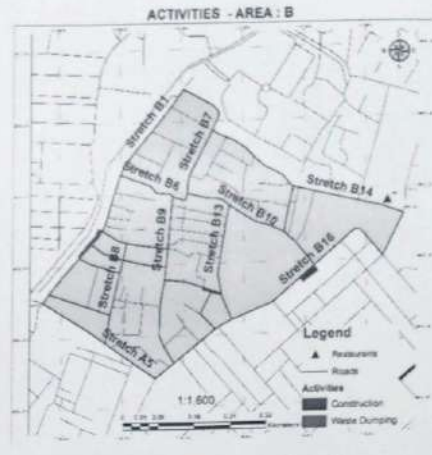 ACTIVITIES - AREA : B
Stretch B1
Stretch B7
Stretch B6
Stretch B14
Stretch B9
Stretch B13
Stretch B10
Stretch B16
Stretch B8
Stretch A5
Legend
Restaurants
Roads
Activities
Construction
Waste Dumping
1:1,600